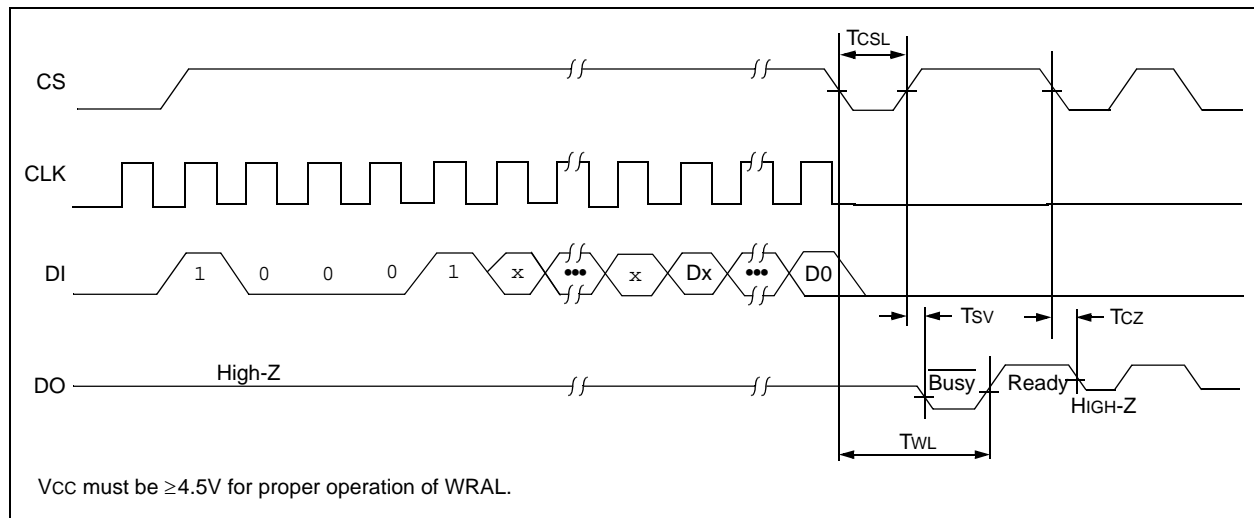 TCSL
CS
CLK
DI 1 0 0 0 1 x ••• x Dx ••• D0
TSV TCZ
DO High-Z Busy Ready HIGH-Z
TWL
VCC must be ≥4.5V for proper operation of WRAL.